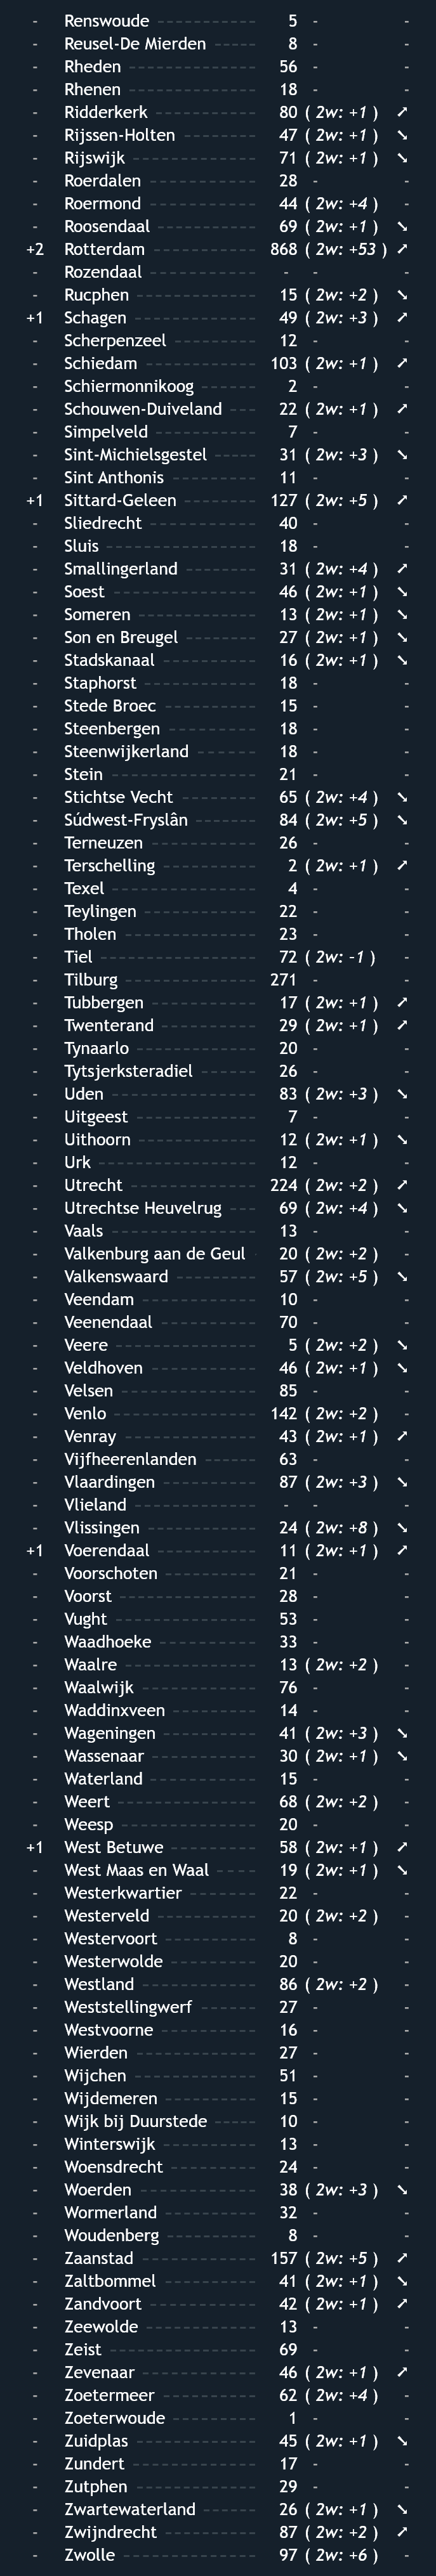 - Renswoude 5 - -
- Reusel-De Mierden 8 - -
- Rheden 56 - -
- Rhenen 18 - -
- Ridderkerk 80 ( 2w: +1 ) ➚
- Rijssen-Holten 47 ( 2w: +1 ) ➘
- Rijswijk 71 ( 2w: +1 ) ➘
- Roerdalen 28 - -
- Roermond 44 ( 2w: +4 ) -
- Roosendaal 69 ( 2w: +1 ) ➘
+2 Rotterdam 868 ( 2w: +53 ) ➚
- Rozendaal - - -
- Rucphen 15 ( 2w: +2 ) ➘
+1 Schagen 49 ( 2w: +3 ) ➚
- Scherpenzeel 12 - -
- Schiedam 103 ( 2w: +1 ) ➚
- Schiermonnikoog 2 - -
- Schouwen-Duiveland 22 ( 2w: +1 ) ➚
- Simpelveld 7 - -
- Sint-Michielsgestel 31 ( 2w: +3 ) ➘
- Sint Anthonis 11 - -
+1 Sittard-Geleen 127 ( 2w: +5 ) ➚
- Sliedrecht 40 - -
- Sluis 18 - -
- Smallingerland 31 ( 2w: +4 ) ➚
- Soest 46 ( 2w: +1 ) ➘
- Someren 13 ( 2w: +1 ) ➘
- Son en Breugel 27 ( 2w: +1 ) ➘
- Stadskanaal 16 ( 2w: +1 ) ➘
- Staphorst 18 - -
- Stede Broec 15 - -
- Steenbergen 18 - -
- Steenwijkerland 18 - -
- Stein 21 - -
- Stichtse Vecht 65 ( 2w: +4 ) ➘
- Súdwest-Fryslân 84 ( 2w: +5 ) ➘
- Terneuzen 26 - -
- Terschelling 2 ( 2w: +1 ) ➚
- Texel 4 - -
- Teylingen 22 - -
- Tholen 23 - -
- Tiel 72 ( 2w: -1 ) -
- Tilburg 271 - -
- Tubbergen 17 ( 2w: +1 ) ➚
- Twenterand 29 ( 2w: +1 ) ➚
- Tynaarlo 20 - -
- Tytsjerksteradiel 26 - -
- Uden 83 ( 2w: +3 ) ➘
- Uitgeest 7 - -
- Uithoorn 12 ( 2w: +1 ) ➘
- Urk 12 - -
- Utrecht 224 ( 2w: +2 ) ➚
- Utrechtse Heuvelrug 69 ( 2w: +4 ) ➘
- Vaals 13 - -
- Valkenburg aan de Geul 20 ( 2w: +2 ) -
- Valkenswaard 57 ( 2w: +5 ) ➘
- Veendam 10 - -
- Veenendaal 70 - -
- Veere 5 ( 2w: +2 ) ➘
- Veldhoven 46 ( 2w: +1 ) ➘
- Velsen 85 - -
- Venlo 142 ( 2w: +2 ) -
- Venray 43 ( 2w: +1 ) ➚
- Vijfheerenlanden 63 - -
- Vlaardingen 87 ( 2w: +3 ) ➘
- Vlieland - - -
- Vlissingen 24 ( 2w: +8 ) ➘
+1 Voerendaal 11 ( 2w: +1 ) ➚
- Voorschoten 21 - -
- Voorst 28 - -
- Vught 53 - -
- Waadhoeke 33 - -
- Waalre 13 ( 2w: +2 ) -
- Waalwijk 76 - -
- Waddinxveen 14 - -
- Wageningen 41 ( 2w: +3 ) ➘
- Wassenaar 30 ( 2w: +1 ) ➘
- Waterland 15 - -
- Weert 68 ( 2w: +2 ) -
- Weesp 20 - -
+1 West Betuwe 58 ( 2w: +1 ) ➚
- West Maas en Waal 19 ( 2w: +1 ) ➘
- Westerkwartier 22 - -
- Westerveld 20 ( 2w: +2 ) -
- Westervoort 8 - -
- Westerwolde 20 - -
- Westland 86 ( 2w: +2 ) -
- Weststellingwerf 27 - -
- Westvoorne 16 - -
- Wierden 27 - -
- Wijchen 51 - -
- Wijdemeren 15 - -
- Wijk bij Duurstede 10 - -
- Winterswijk 13 - -
- Woensdrecht 24 - -
- Woerden 38 ( 2w: +3 ) ➘
- Wormerland 32 - -
- Woudenberg 8 - -
- Zaanstad 157 ( 2w: +5 ) ➚
- Zaltbommel 41 ( 2w: +1 ) ➘
- Zandvoort 42 ( 2w: +1 ) ➚
- Zeewolde 13 - -
- Zeist 69 - -
- Zevenaar 46 ( 2w: +1 ) ➚
- Zoetermeer 62 ( 2w: +4 ) -
- Zoeterwoude 1 - -
- Zuidplas 45 ( 2w: +1 ) ➘
- Zundert 17 - -
- Zutphen 29 - -
- Zwartewaterland 26 ( 2w: +1 ) ➘
- Zwijndrecht 87 ( 2w: +2 ) ➚
- Zwolle 97 ( 2w: +6 ) -